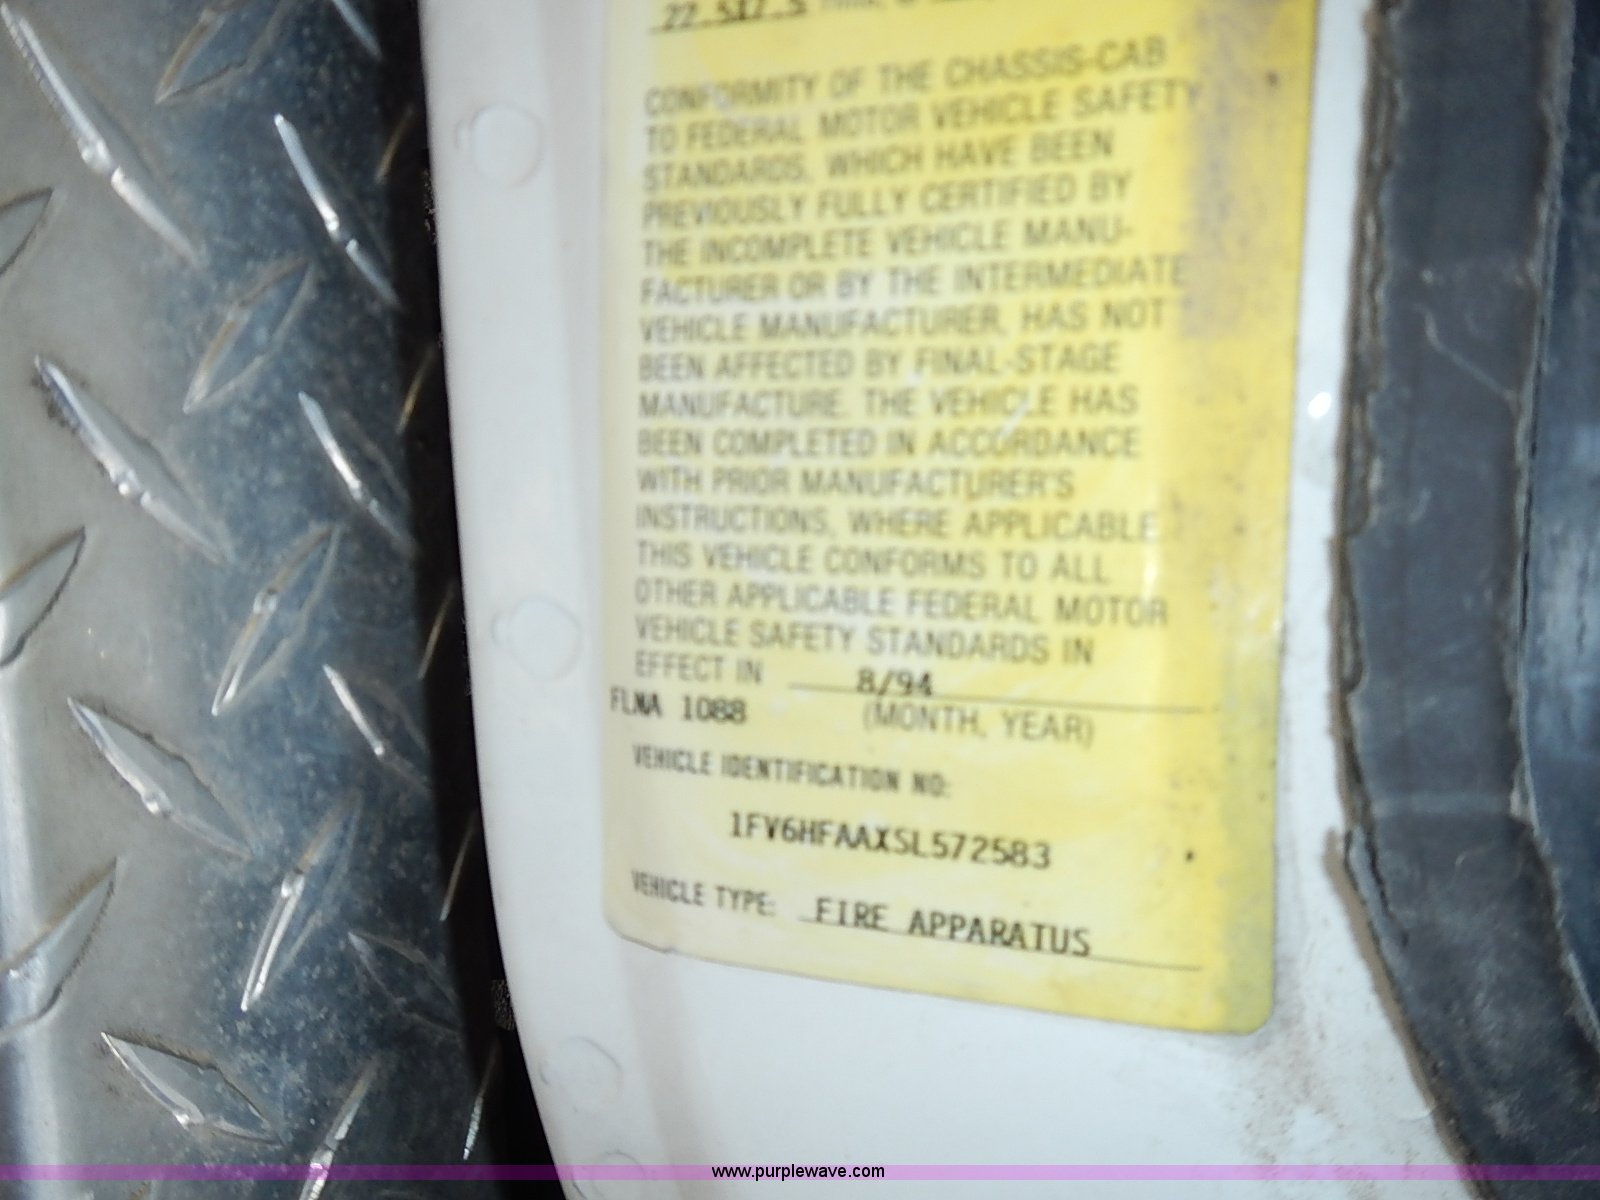 22.5X7.5
CONFORMITY OF THE CHASSIS-CAB
TO FEDERAL MOTOR VEHICLE SAFETY
STANDARDS, WHICH HAVE BEEN
PREVIOUSLY FULLY CERTIFIED BY
THE INCOMPLETE VEHICLE MANU-
FACTURER OR BY THE INTERMEDIATE
VEHICLE MANUFACTURER, HAS NOT
BEEN AFFECTED BY FINAL-STAGE
MANUFACTURE. THE VEHICLE HAS
BEEN COMPLETED IN ACCORDANCE
WITH PRIOR MANUFACTURER'S
INSTRUCTIONS, WHERE APPLICABLE
THIS VEHICLE CONFORMS TO ALL
OTHER APPLICABLE FEDERAL MOTOR
VEHICLE SAFETY STANDARDS IN
EFFECT IN 8/94
FLNA 1088 (MONTH, YEAR)
VEHICLE IDENTIFICATION NO:
1FV6HFAAXSL572583
VEHICLE TYPE: FIRE APPARATUS
www.purplewave.com